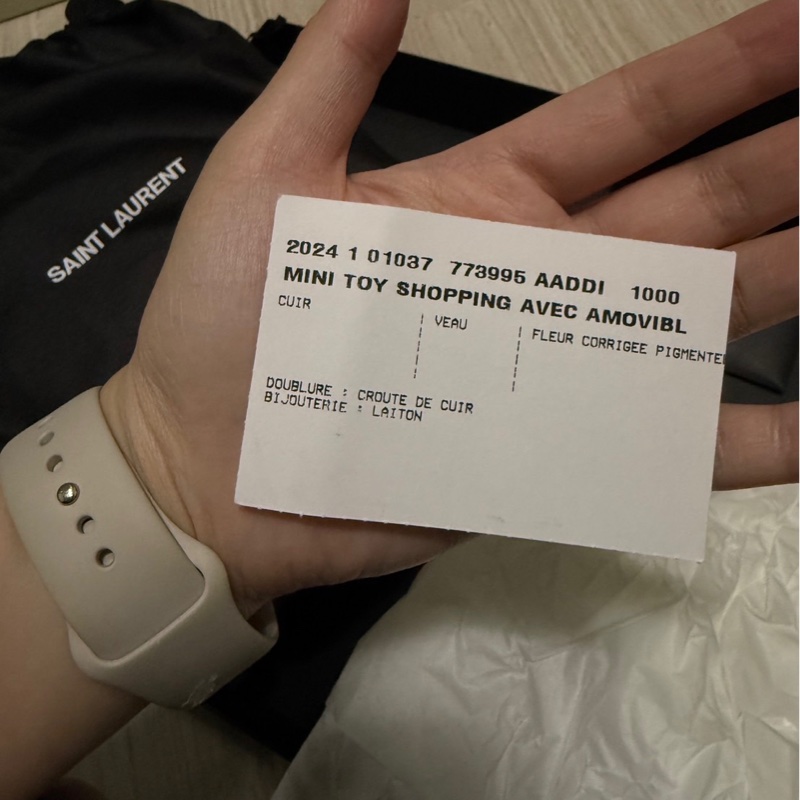 SAINT LAURENT
2024 1 01037 773995 AADDI 1000
MINI TOY SHOPPING AVEC AMOVIBL
CUIR
VEAU
FLEUR CORRIGEE PIGMENTE
DOUBLURE : CROUTE DE CUIR
BIJOUTERIE : LAITON